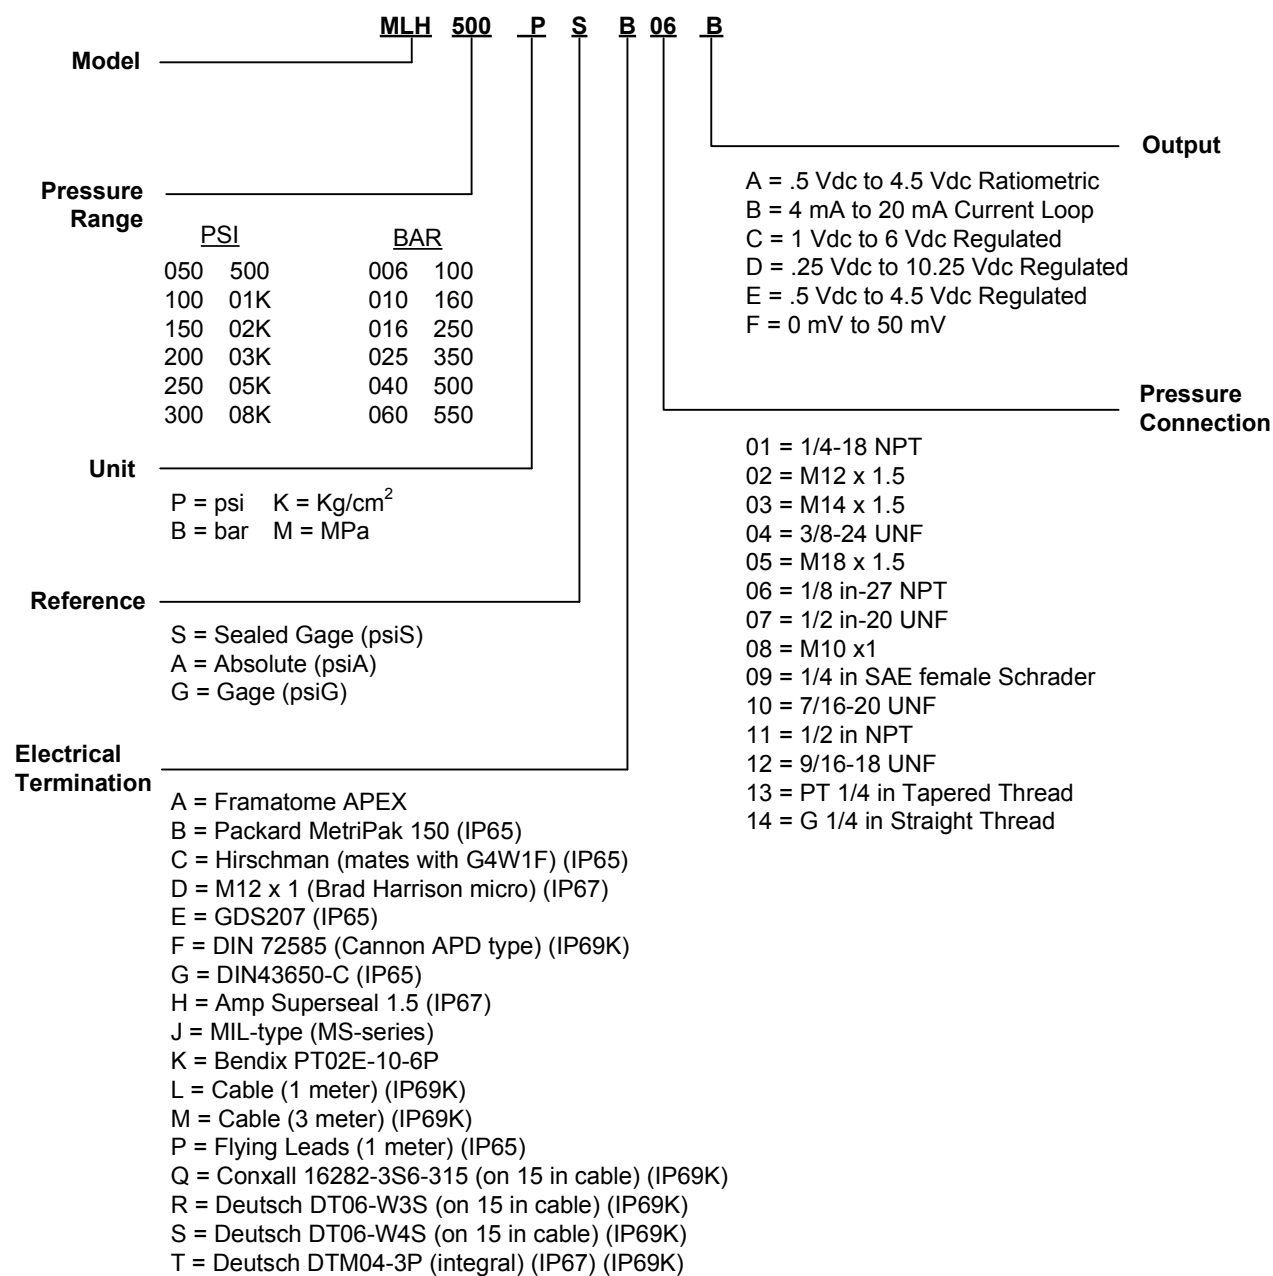 MLH 500 P S B 06 B
Model
Output
A = .5 Vdc to 4.5 Vdc Ratiometric
B = 4 mA to 20 mA Current Loop
C = 1 Vdc to 6 Vdc Regulated
D = .25 Vdc to 10.25 Vdc Regulated
E = .5 Vdc to 4.5 Vdc Regulated
F = 0 mV to 50 mV
Pressure
Range
PSI BAR
050 500 006 100
100 01K 010 160
150 02K 016 250
200 03K 025 350
250 05K 040 500
300 08K 060 550
Pressure
Connection
01 = 1/4-18 NPT
02 = M12 x 1.5
03 = M14 x 1.5
04 = 3/8-24 UNF
05 = M18 x 1.5
06 = 1/8 in-27 NPT
07 = 1/2 in-20 UNF
08 = M10 x1
09 = 1/4 in SAE female Schrader
10 = 7/16-20 UNF
11 = 1/2 in NPT
12 = 9/16-18 UNF
13 = PT 1/4 in Tapered Thread
14 = G 1/4 in Straight Thread
Unit
P = psi K = Kg/cm²
B = bar M = MPa
Reference
S = Sealed Gage (psiS)
A = Absolute (psiA)
G = Gage (psiG)
Electrical
Termination
A = Framatome APEX
B = Packard MetriPak 150 (IP65)
C = Hirschman (mates with G4W1F) (IP65)
D = M12 x 1 (Brad Harrison micro) (IP67)
E = GDS207 (IP65)
F = DIN 72585 (Cannon APD type) (IP69K)
G = DIN43650-C (IP65)
H = Amp Superseal 1.5 (IP67)
J = MIL-type (MS-series)
K = Bendix PT02E-10-6P
L = Cable (1 meter) (IP69K)
M = Cable (3 meter) (IP69K)
P = Flying Leads (1 meter) (IP65)
Q = Conxall 16282-3S6-315 (on 15 in cable) (IP69K)
R = Deutsch DT06-W3S (on 15 in cable) (IP69K)
S = Deutsch DT06-W4S (on 15 in cable) (IP69K)
T = Deutsch DTM04-3P (integral) (IP67) (IP69K)